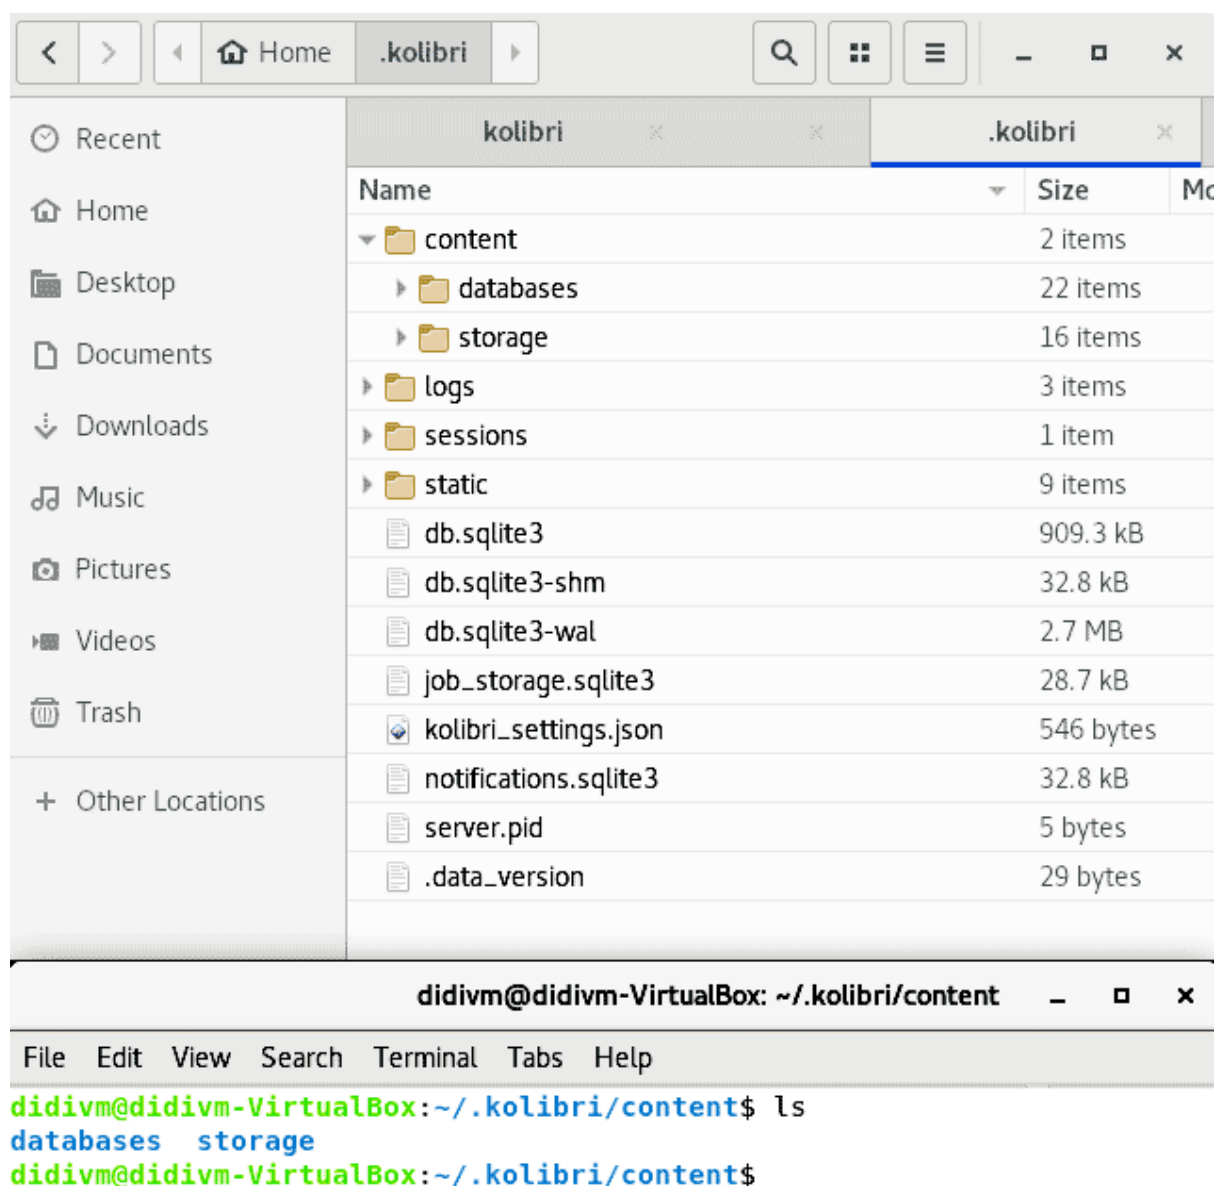 Home .kolibri
Recent
Home
Desktop
Documents
Downloads
Music
Pictures
Videos
Trash
Other Locations
kolibri .kolibri
Name Size Mo
content 2 items
databases 22 items
storage 16 items
logs 3 items
sessions 1 item
static 9 items
db.sqlite3 909.3 kB
db.sqlite3-shm 32.8 kB
db.sqlite3-wal 2.7 MB
job_storage.sqlite3 28.7 kB
kolibri_settings.json 546 bytes
notifications.sqlite3 32.8 kB
server.pid 5 bytes
.data_version 29 bytes
didivm@didivm-VirtualBox: ~/.kolibri/content
File Edit View Search Terminal Tabs Help
didivm@didivm-VirtualBox:~/.kolibri/content$ ls
databases storage
didivm@didivm-VirtualBox:~/.kolibri/content$